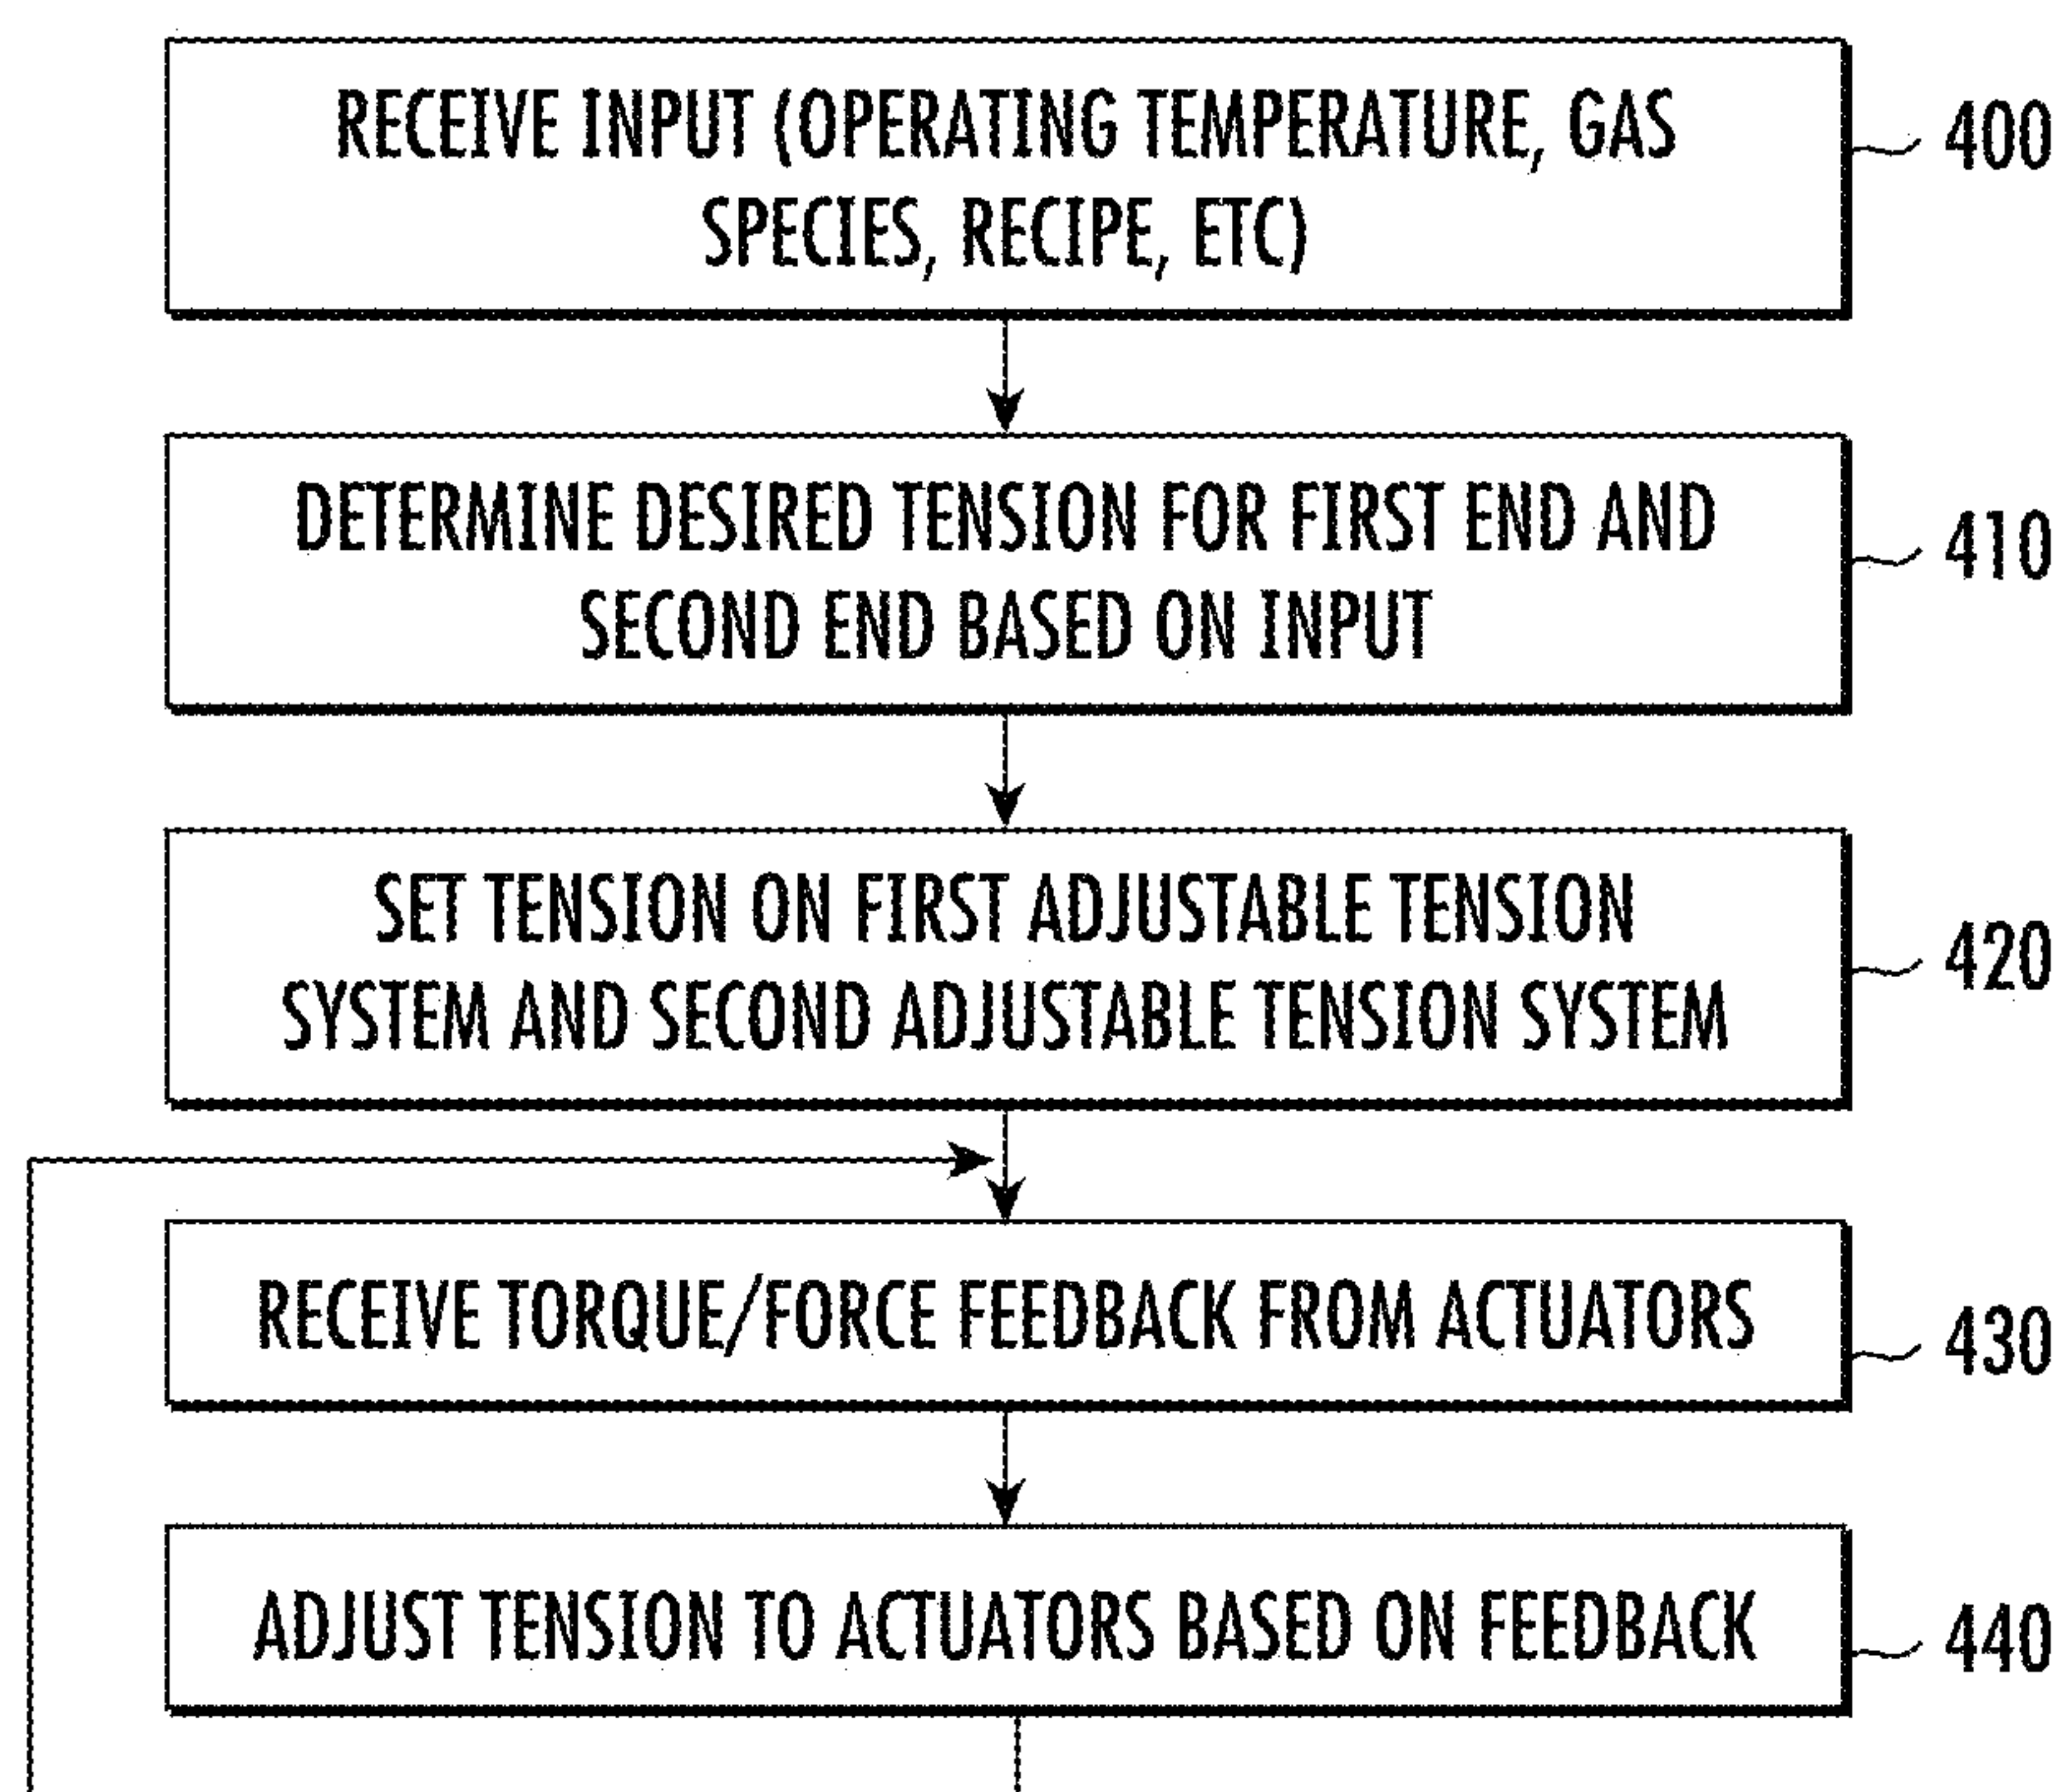 RECEIVE INPUT (OPERATING TEMPERATURE, GAS
SPECIES, RECIPE, ETC)
400
DETERMINE DESIRED TENSION FOR FIRST END AND
SECOND END BASED ON INPUT
410
SET TENSION ON FIRST ADJUSTABLE TENSION
SYSTEM AND SECOND ADJUSTABLE TENSION SYSTEM
420
RECEIVE TORQUE/FORCE FEEDBACK FROM ACTUATORS
430
ADJUST TENSION TO ACTUATORS BASED ON FEEDBACK
440